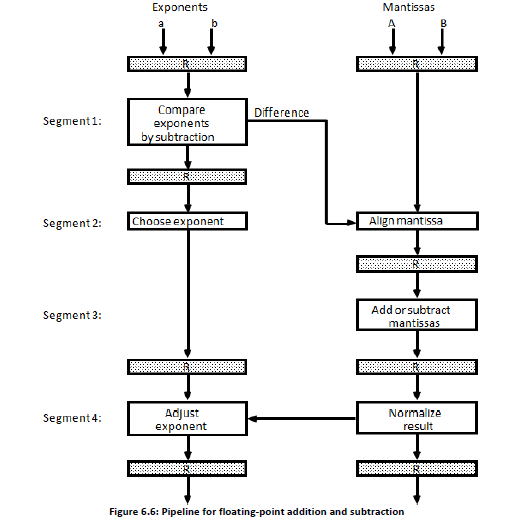 Exponents Mantissas
a b A B
R R
Segment 1: Compare exponents by subtraction Difference
R
Segment 2: Choose exponent Align mantissa
R
Segment 3: Add or subtract mantissas
R R
Segment 4: Adjust exponent Normalize result
R R
Figure 6.6: Pipeline for floating-point addition and subtraction